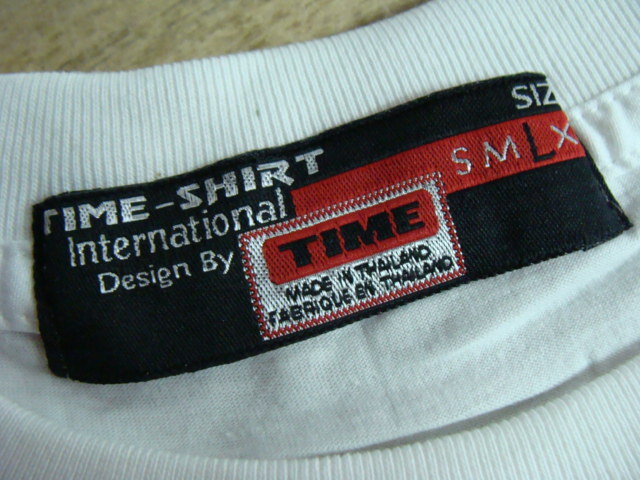 SIZ
S M L X
TIME-SHIRT
International
Design By
TIME
MADE IN THAILAND
FABRIQUE EN THAILAND